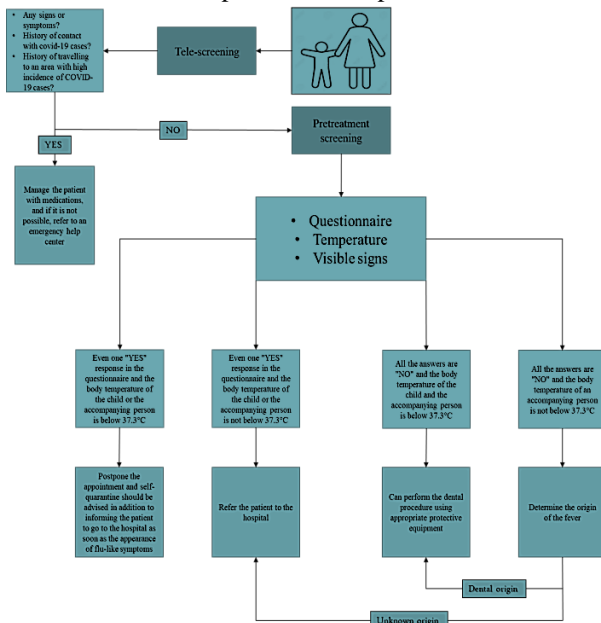 • Any signs or
symptoms?
• History of contact
with covid-19 cases?
• History of travelling
to an area with high
incidence of COVID-
19 cases?
Tele-screening
NO
Pretreatment
screening
YES
Manage the patient
with medications,
and if it is not
possible, refer to an
emergency help
center
• Questionnaire
• Temperature
• Visible signs
Even one "YES"
response in the
questionnaire and the
body temperature of
the child or the
accompanying person
is below 37.3°C
Even one "YES"
response in the
questionnaire and the
body temperature of
the child or the
accompanying person
is not below 37.3°C
All the answers are
"NO" and the body
temperature of the
child and the
accompanying person
is below 37.3°C
All the answers are
"NO" and the body
temperature of an
accompanying person
is not below 37.3°C
Postpone the
appointment and self-
quarantine should be
advised in addition to
informing the patient
to go to the hospital as
soon as the appearance
of flu-like symptoms
Refer the patient to the
hospital
Can perform the dental
procedure using
appropriate protective
equipment
Determine the origin
of the fever
Dental origin
Unknown origin